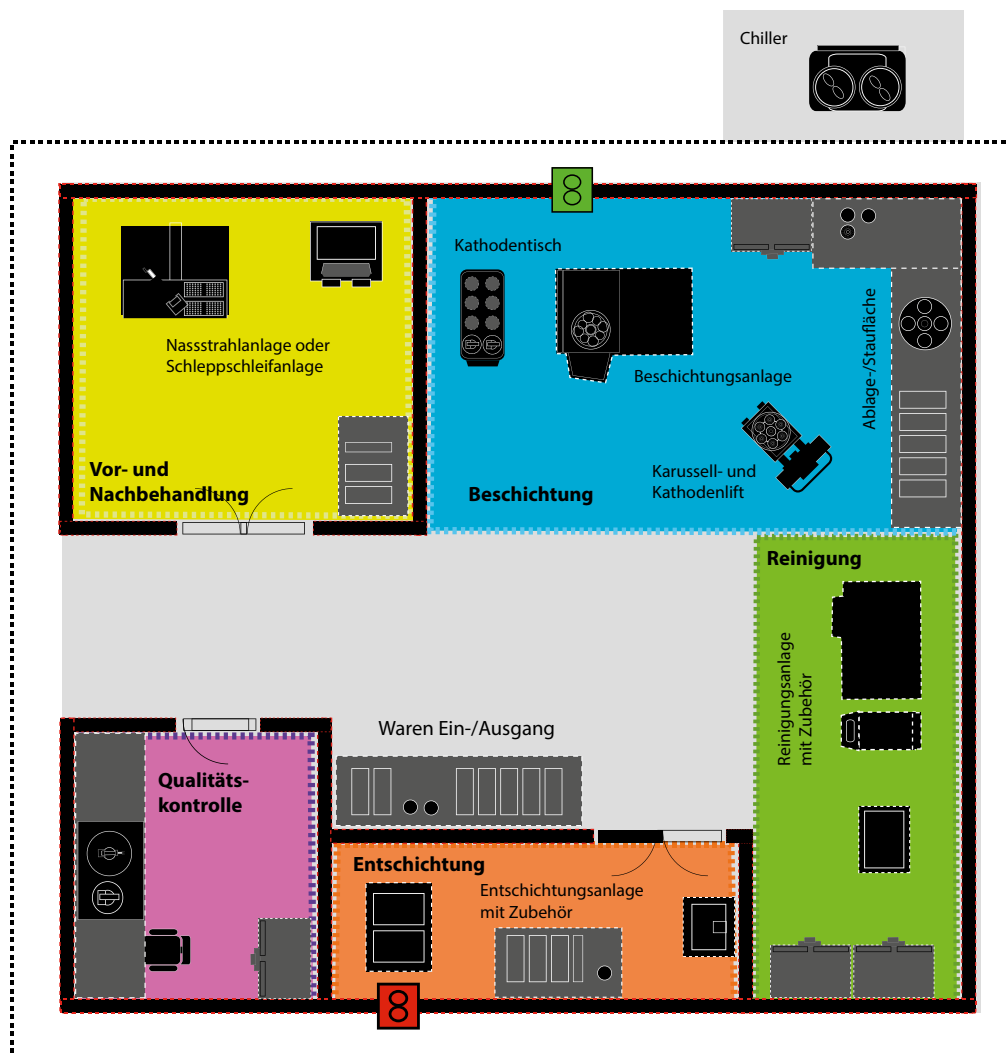 Chiller
Kathodentisch
Nassstrahlanlage oder
Schleppschleifanlage
Beschichtungsanlage
Ablage-/Staufläche
Vor- und
Nachbehandlung
Beschichtung
Karussell- und
Kathodenlift
Reinigung
Reinigungsanlage
mit Zubehör
Waren Ein-/Ausgang
Qualitäts-
kontrolle
Entschichtung
Entschichtungsanlage
mit Zubehör